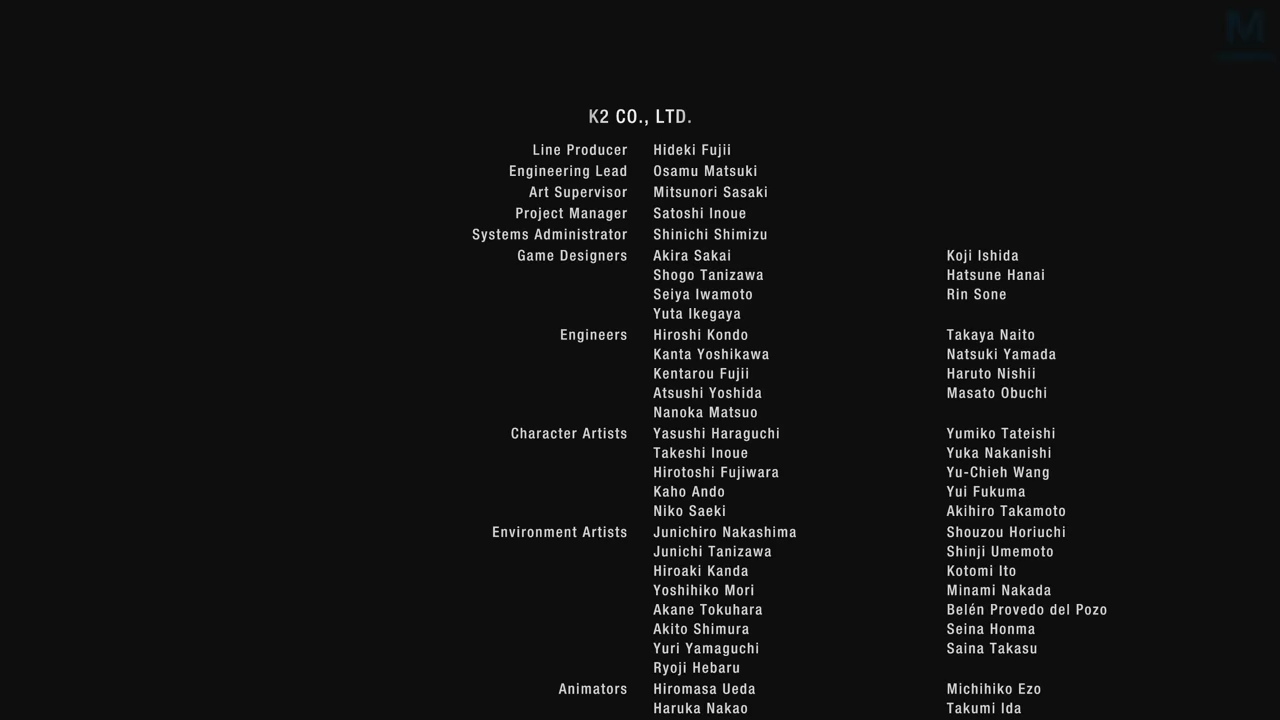 M
K2 CO., LTD.
Line Producer Hideki Fujii
Engineering Lead Osamu Matsuki
Art Supervisor Mitsunori Sasaki
Project Manager Satoshi Inoue
Systems Administrator Shinichi Shimizu
Game Designers Akira Sakai Koji Ishida
Shogo Tanizawa Hatsune Hanai
Seiya Iwamoto Rin Sone
Yuta Ikegaya
Engineers Hiroshi Kondo Takaya Naito
Kanta Yoshikawa Natsuki Yamada
Kentarou Fujii Haruto Nishii
Atsushi Yoshida Masato Obuchi
Nanoka Matsuo
Character Artists Yasushi Haraguchi Yumiko Tateishi
Takeshi Inoue Yuka Nakanishi
Hirotoshi Fujiwara Yu-Chieh Wang
Kaho Ando Yui Fukuma
Niko Saeki Akihiro Takamoto
Environment Artists Junichiro Nakashima Shouzou Horiuchi
Junichi Tanizawa Shinji Umemoto
Hiroaki Kanda Kotomi Ito
Yoshihiko Mori Minami Nakada
Akane Tokuhara Belén Provedo del Pozo
Akito Shimura Seina Honma
Yuri Yamaguchi Saina Takasu
Ryoji Hebaru
Animators Hiromasa Ueda Michihiko Ezo
Haruka Nakao Takumi Ida